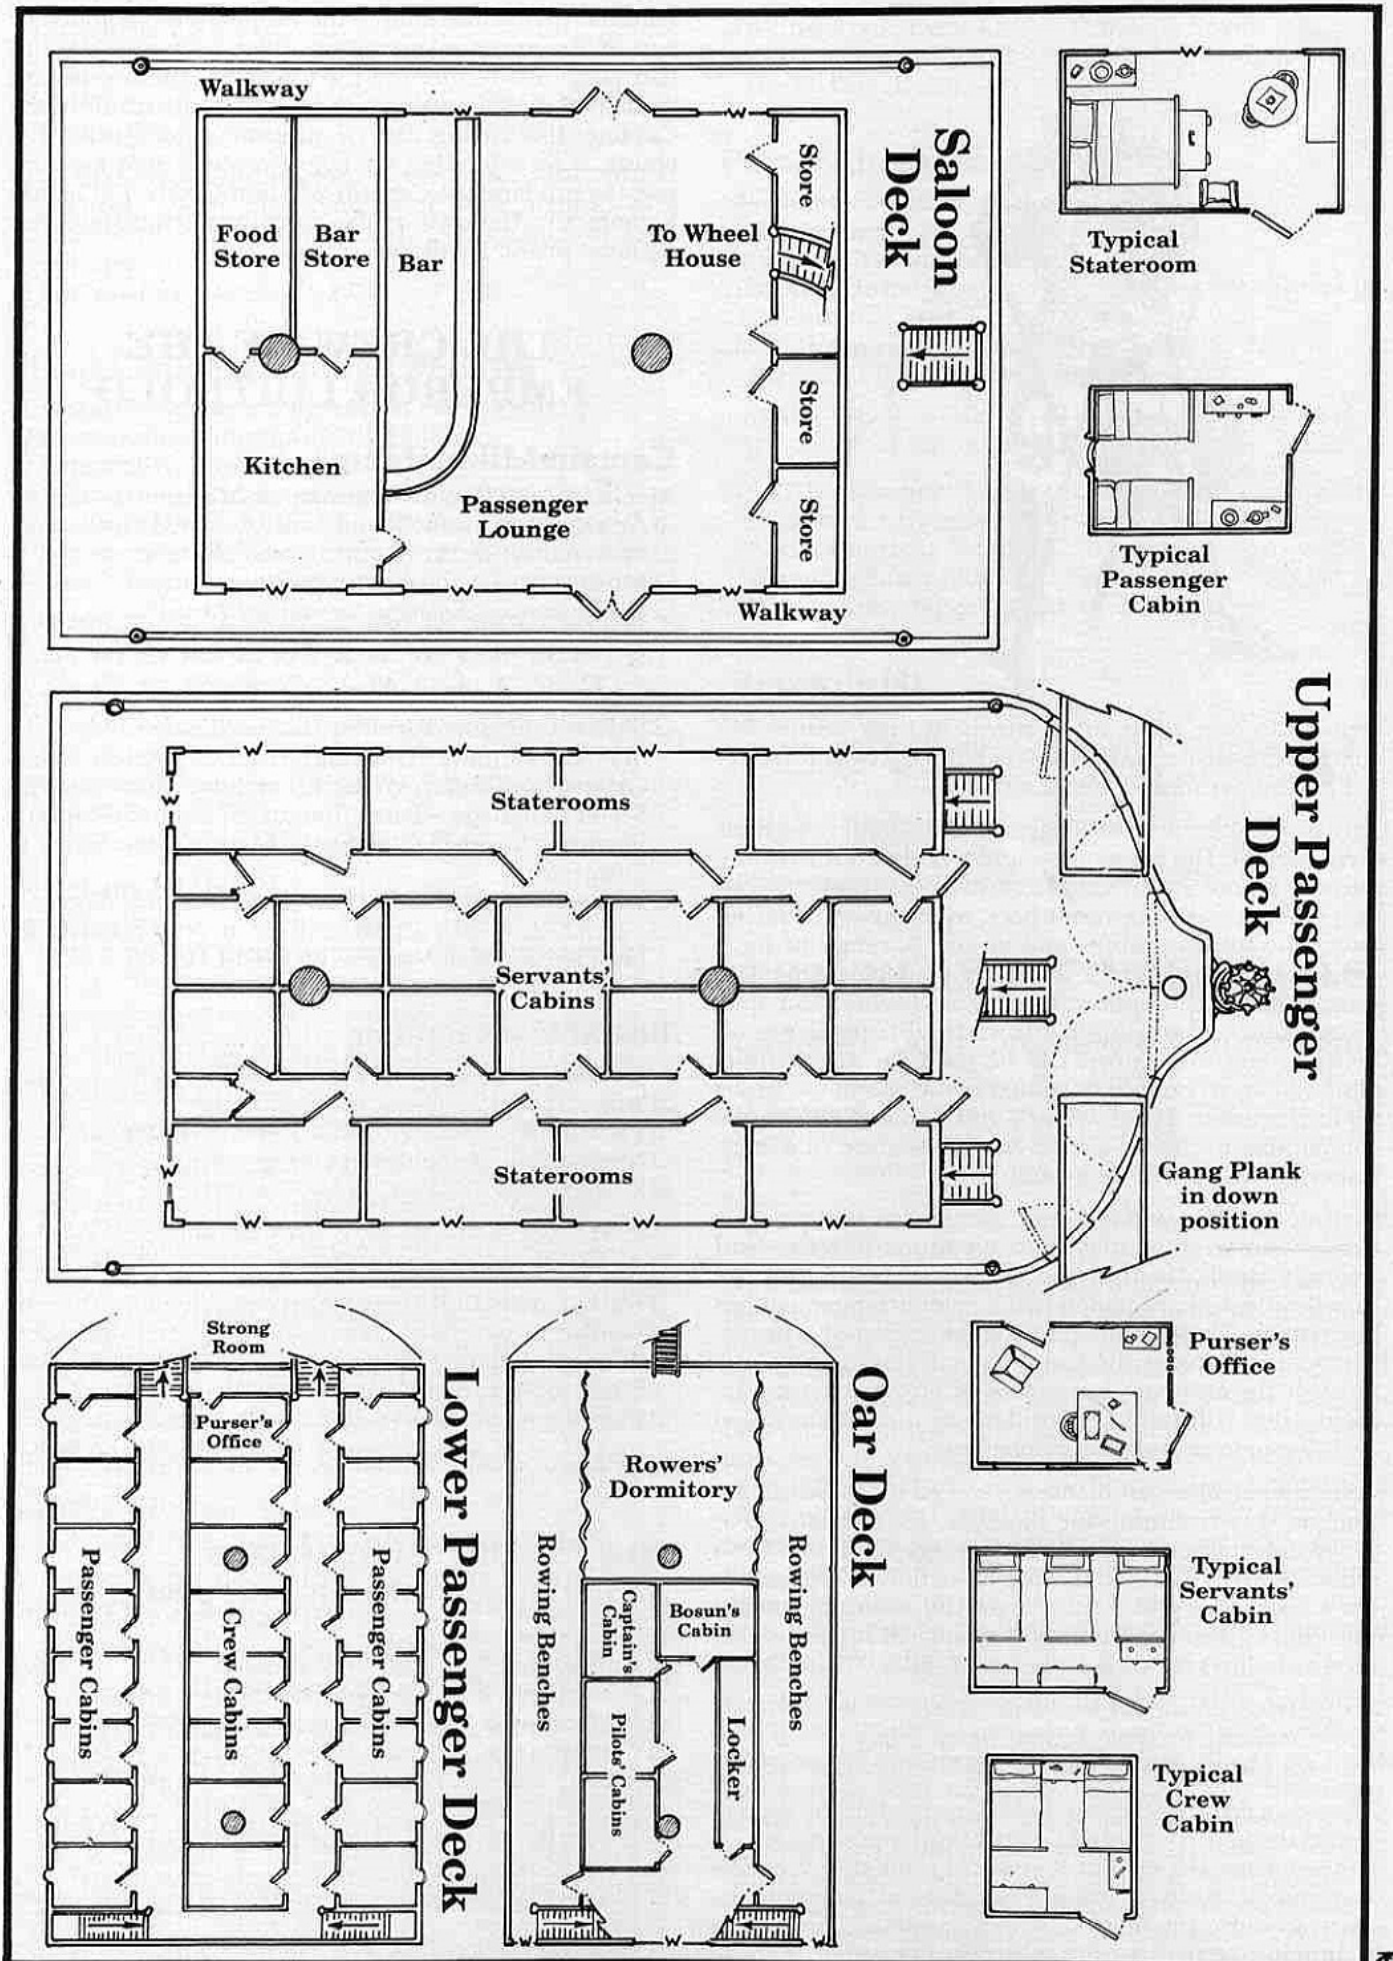 Walkway
Saloon
Deck
Store
Food
Store
Bar
Store
Bar
To Wheel
House
Store
Kitchen
Passenger
Lounge
Store
Walkway
W
W
W
W
W
Typical
Stateroom
W
Typical
Passenger
Cabin
Upper Passenger
Deck
W
W
W
W
W
Staterooms
Servants'
Cabins
Staterooms
W
W
W
W
W
Gang Plank
in down
position
Strong
Room
Purser's
Office
Passenger Cabins
Crew Cabins
Passenger Cabins
Lower Passenger Deck
Oar Deck
Rowers'
Dormitory
Rowing Benches
Captain's
Cabin
Bosun's
Cabin
Rowing Benches
Pilots' Cabins
Locker
W
W
W
Purser's
Office
Typical
Servants'
Cabin
Typical
Crew
Cabin